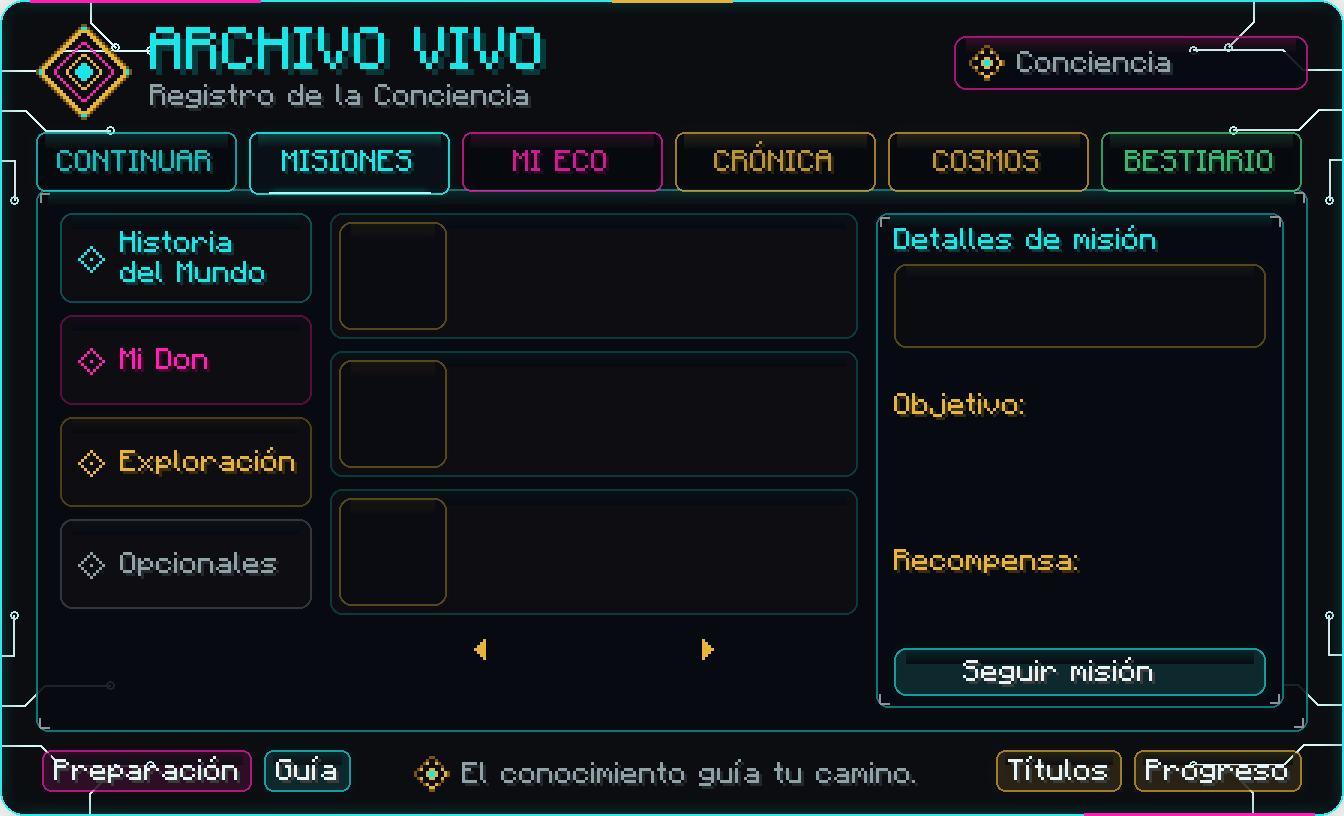 ARCHIVO VIVO
Registro de la Conciencia
Conciencia
CONTINUAR
MISIONES
MI ECO
CRÓNICA
COSMOS
BESTIARIO
Historia
del Mundo
Mi Don
Exploración
Opcionales
Detalles de misión
Objetivo:
Recompensa:
Seguir misión
Preparación
Guía
El conocimiento guía tu camino.
Títulos
Progreso